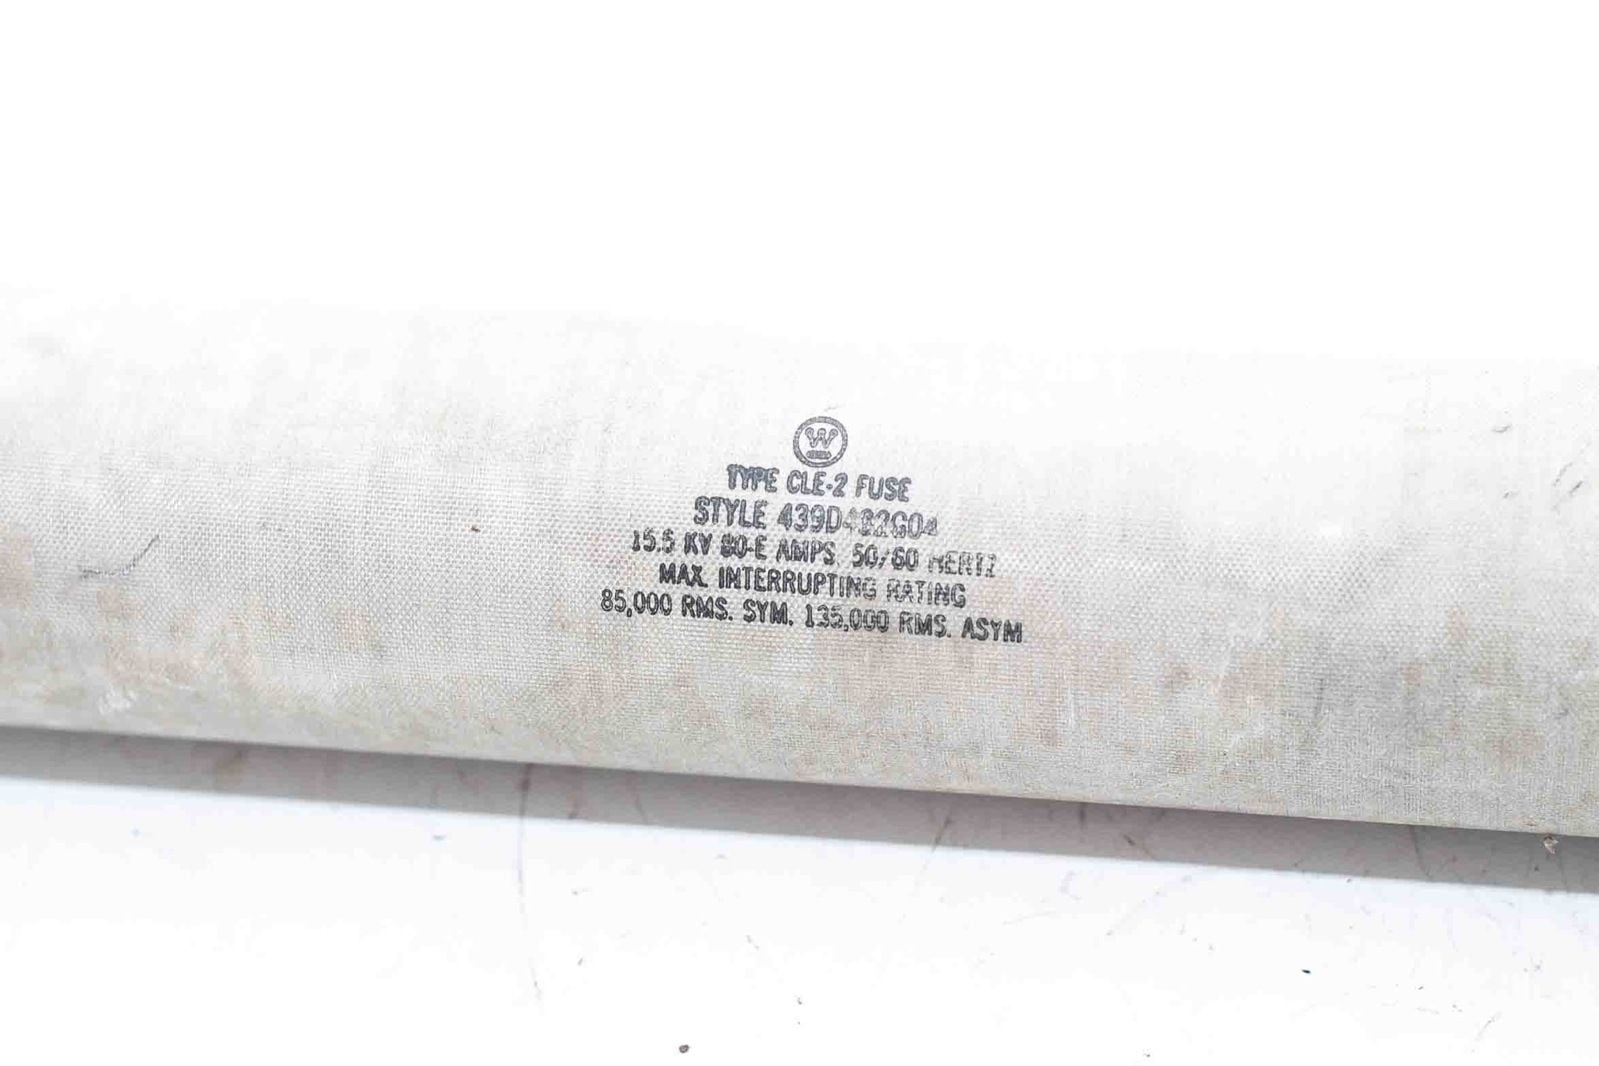 W
TYPE CLE-2 FUSE
STYLE
15.5 KV 80-E AMPS. 50/60 HERTZ
MAX. INTERRUPTING RATING
85,000 RMS. SYM. 135,000 RMS. ASYM